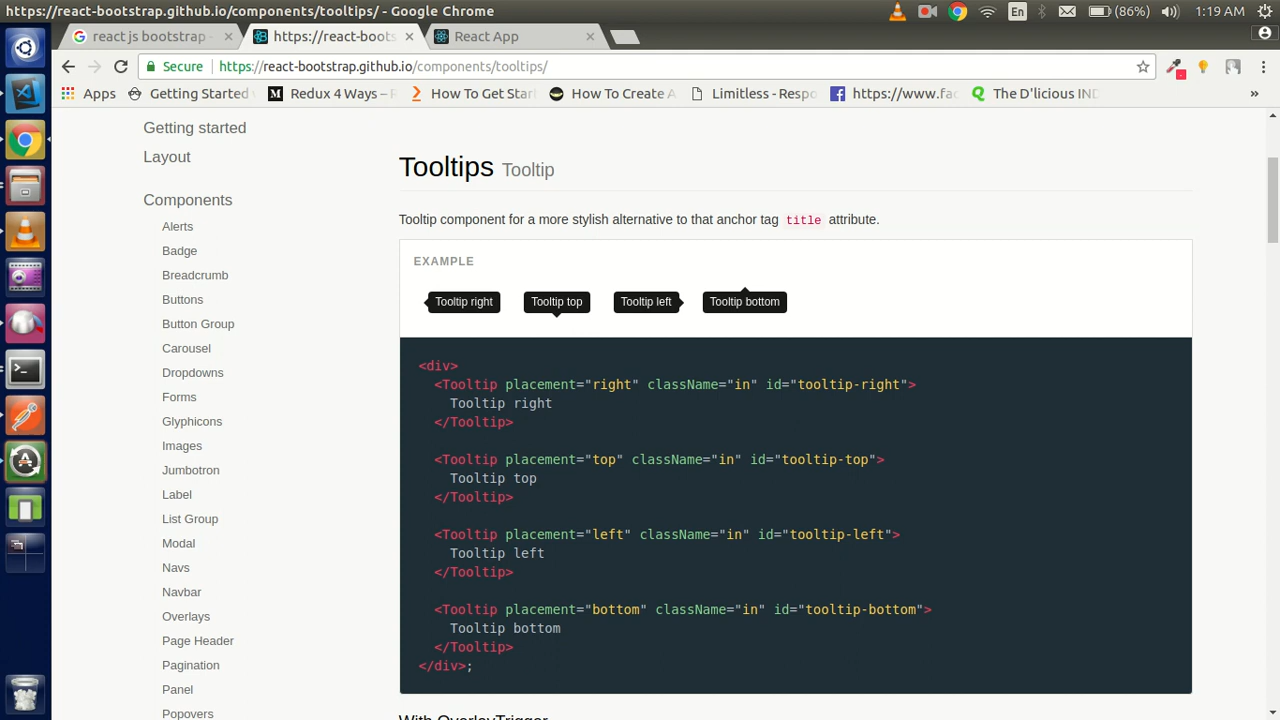 https://react-bootstrap.github.io/components/tooltips/ - Google Chrome
En
(86%)
1:19 AM
react js bootstrap -
https://react-boots
React App
Secure
https://react-bootstrap.github.io/components/tooltips/
Apps
Getting Started
Redux 4 Ways –
How To Get Star
How To Create A
Limitless - Respo
https://www.fac
The D'licious IND
»
Getting started
Layout
Components
Alerts
Badge
Breadcrumb
Buttons
Button Group
Carousel
Dropdowns
Forms
Glyphicons
Images
Jumbotron
Label
List Group
Modal
Navs
Navbar
Overlays
Page Header
Pagination
Panel
Popovers
Tooltips Tooltip
Tooltip component for a more stylish alternative to that anchor tag title attribute.
EXAMPLE
Tooltip right
Tooltip top
Tooltip left
Tooltip bottom
<div>
<Tooltip placement="right" className="in" id="tooltip-right">
Tooltip right
</Tooltip>
<Tooltip placement="top" className="in" id="tooltip-top">
Tooltip top
</Tooltip>
<Tooltip placement="left" className="in" id="tooltip-left">
Tooltip left
</Tooltip>
<Tooltip placement="bottom" className="in" id="tooltip-bottom">
Tooltip bottom
</Tooltip>
</div>;
With OverlayTrigger